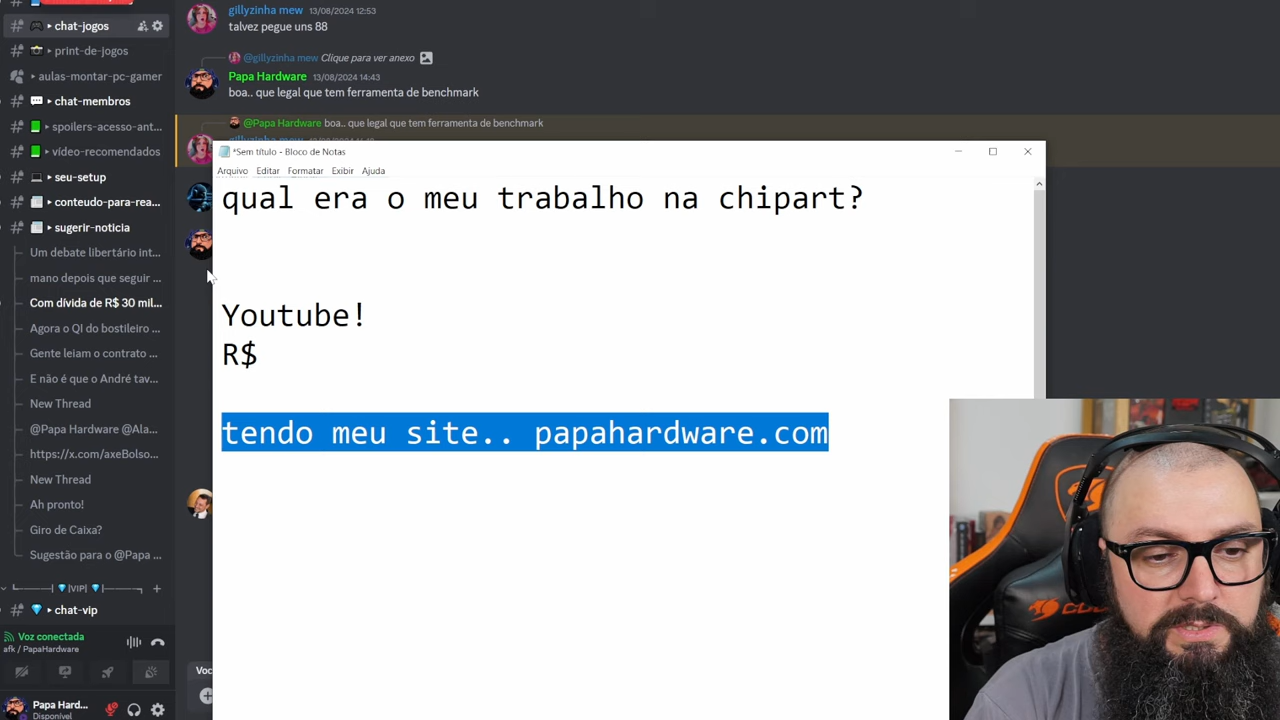 chat-jogos
print-de-jogos
aulas-montar-pc-gamer
chat-membros
spoilers-acesso-ant...
vídeo-recomendados
seu-setup
conteudo-para-rea...
sugerir-noticia
Um debate libertário int...
mano depois que seguir ...
Com dívida de R$ 30 mil...
Agora o QI do bostileiro ...
Gente leiam o contrato ...
E não é que o André tav...
New Thread
@Papa Hardware @Ala...
https://x.com/axeBolso...
New Thread
Ah pronto!
Giro de Caixa?
Sugestão para o @Papa ...
|VIP|
chat-vip
Voz conectada
afk / PapaHardware
Papa Hard...
Disponível
gillyzinha mew 13/08/2024 12:53
talvez pegue uns 88
@gillyzinha mew Clique para ver anexo
Papa Hardware 13/08/2024 14:43
boa.. que legal que tem ferramenta de benchmark
@Papa Hardware boa.. que legal que tem ferramenta de benchmark
*Sem título - Bloco de Notas
Arquivo Editar Formatar Exibir Ajuda
qual era o meu trabalho na chipart?
Youtube!
R$
tendo meu site.. papahardware.com
Voc